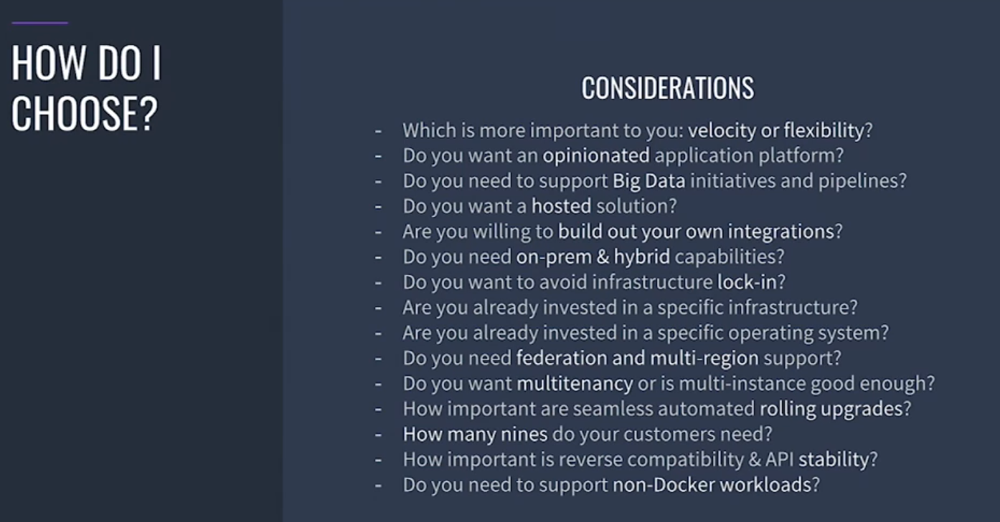 HOW DO I
CHOOSE?
CONSIDERATIONS
- Which is more important to you: velocity or flexibility?
- Do you want an opinionated application platform?
- Do you need to support Big Data initiatives and pipelines?
- Do you want a hosted solution?
- Are you willing to build out your own integrations?
- Do you need on-prem & hybrid capabilities?
- Do you want to avoid infrastructure lock-in?
- Are you already invested in a specific infrastructure?
- Are you already invested in a specific operating system?
- Do you need federation and multi-region support?
- Do you want multitenancy or is multi-instance good enough?
- How important are seamless automated rolling upgrades?
- How many nines do your customers need?
- How important is reverse compatibility & API stability?
- Do you need to support non-Docker workloads?